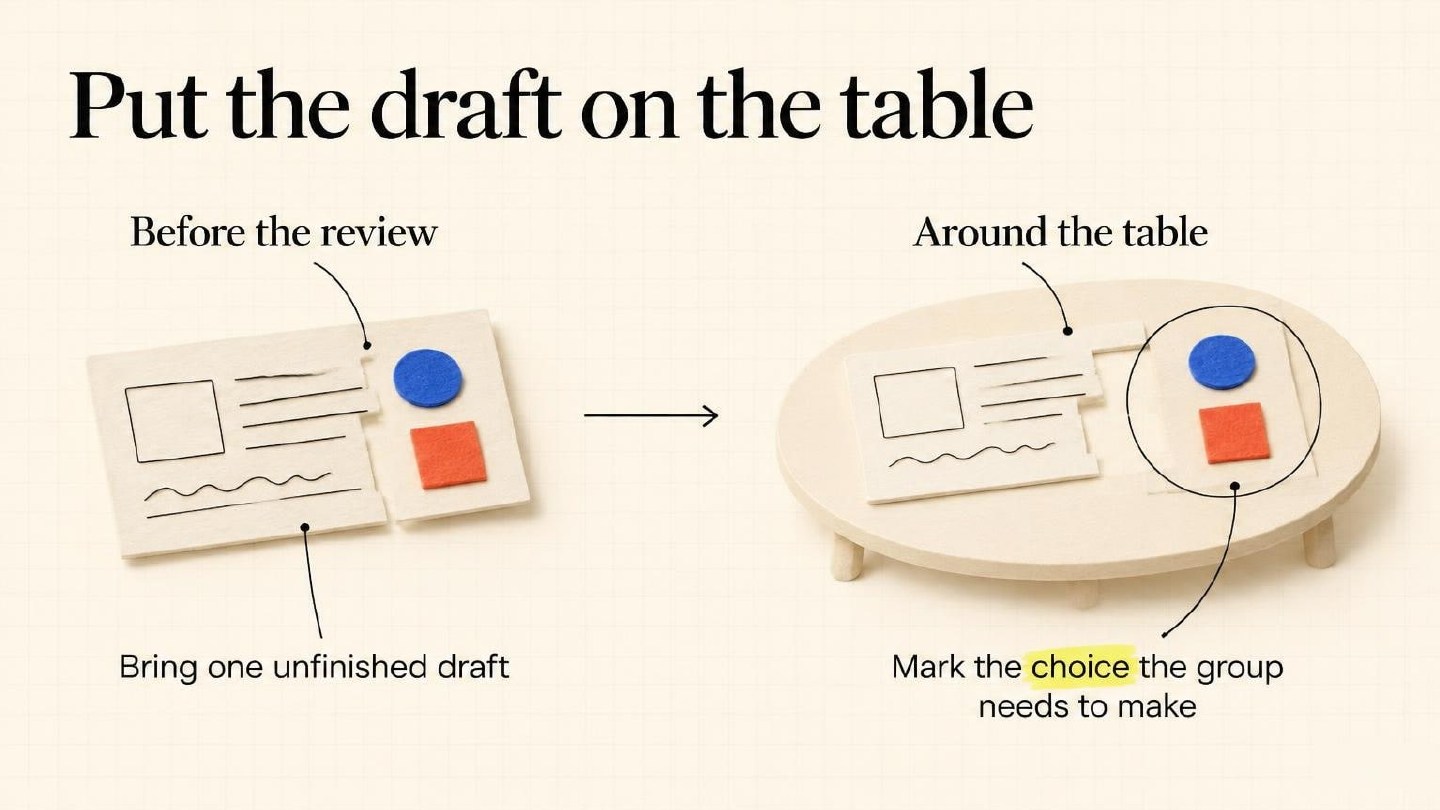 Put the draft on the table
Before the review
Around the table
Bring one unfinished draft
Mark the choice the group
needs to make